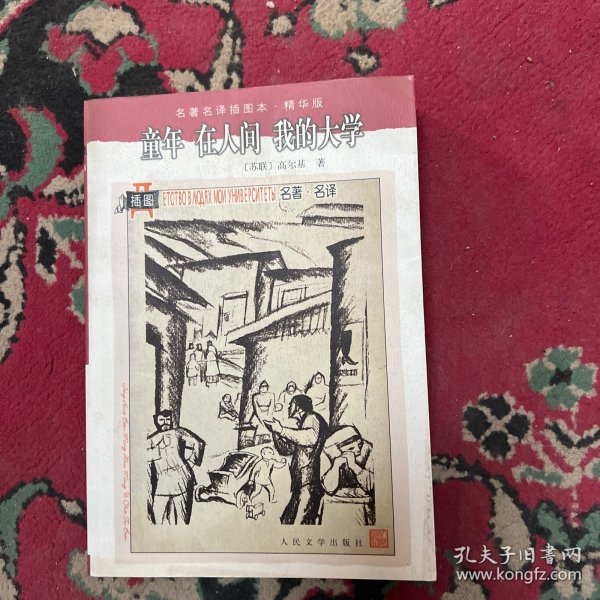 名著名译插图本·精华版
童年 在人间 我的大学
〔苏联〕高尔基 著
插图 ЕТСТВО В ЛЮДЯХ МОИ УНИВЕРСИТЕТЫ 名著·名译
人民文学出版社
孔夫子旧书网
www.kongfz.com